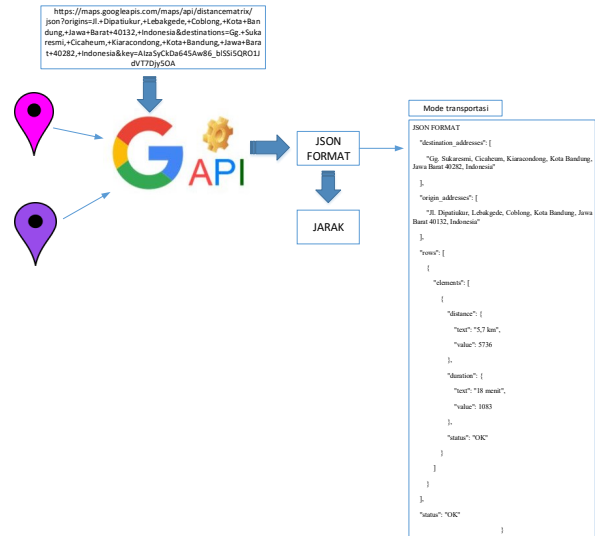 https://maps.googleapis.com/maps/api/distancematrix/
json?origins=Jl.+Dipatiukur,+Lebakgede,+Coblong,+Kota+Ban
dung,+Jawa+Barat+40132,+Indonesia&destinations=Gg.+Suka
resmi,+Cicaheum,+Kiaracondong,+Kota+Bandung,+Jawa+Bara
t+40282,+Indonesia&key=AIzaSyCkDa645Aw86_blSSi5QRO1J
dVT7Djy5OA
G
API
JSON
FORMAT
JARAK
Mode transportasi
JSON FORMAT
"destination_addresses": [
"Gg. Sukaresmi, Cicaheum, Kiaracondong, Kota Bandung,
Jawa Barat 40282, Indonesia"
],
"origin_addresses": [
"Jl. Dipatiukur, Lebakgede, Coblong, Kota Bandung, Jawa
Barat 40132, Indonesia"
],
"rows": [
{
"elements": [
{
"distance": {
"text": "5,7 km",
"value": 5736
},
"duration": {
"text": "18 menit",
"value": 1083
},
"status": "OK"
}
]
}
],
"status": "OK"
}